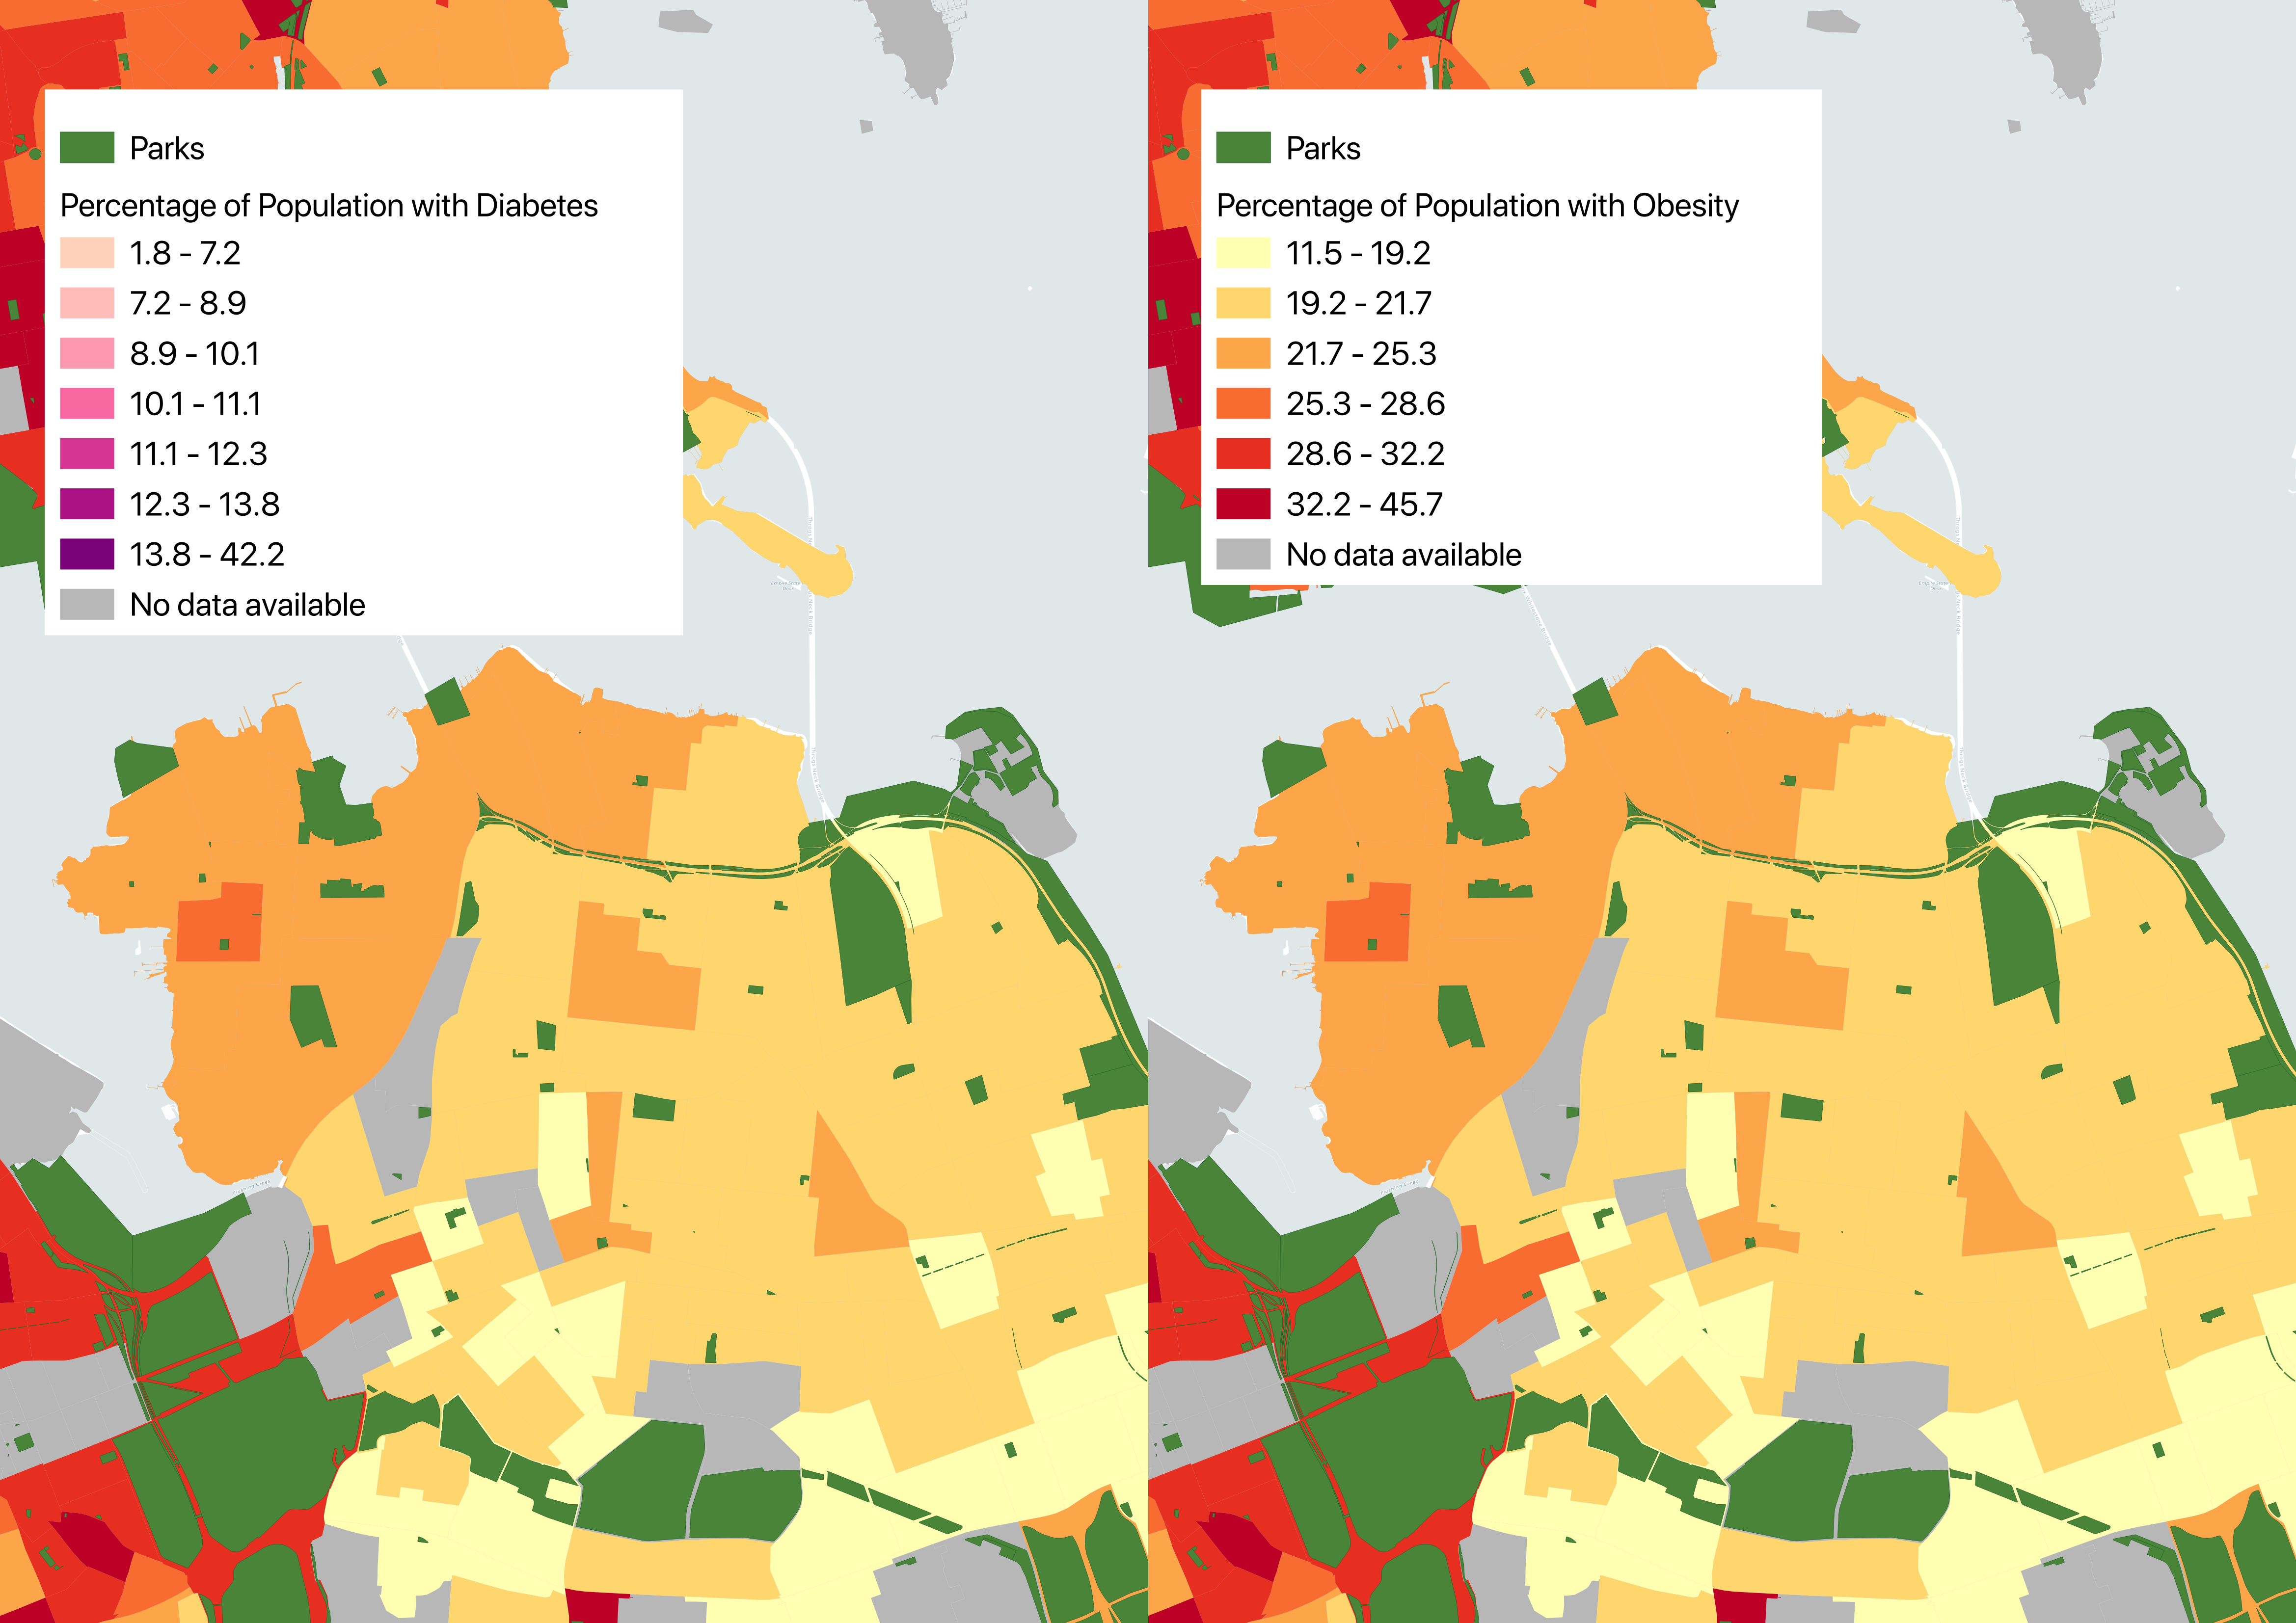 Parks
Percentage of Population with Diabetes
1.8 - 7.2
7.2 - 8.9
8.9 - 10.1
10.1 - 11.1
11.1 - 12.3
12.3 - 13.8
13.8 - 42.2
No data available
Parks
Percentage of Population with Obesity
11.5 - 19.2
19.2 - 21.7
21.7 - 25.3
25.3 - 28.6
28.6 - 32.2
32.2 - 45.7
No data available